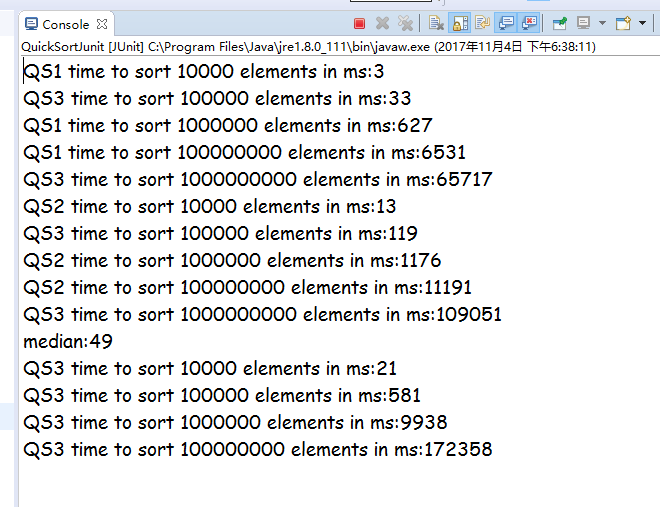 Console
QuickSortJunit [JUnit] C:\Program Files\Java\jre1.8.0_111\bin\javaw.exe (2017年11月4日 下午6:38:11)
QS1 time to sort 10000 elements in ms:3
QS3 time to sort 100000 elements in ms:33
QS1 time to sort 1000000 elements in ms:627
QS1 time to sort 100000000 elements in ms:6531
QS3 time to sort 1000000000 elements in ms:65717
QS2 time to sort 10000 elements in ms:13
QS3 time to sort 100000 elements in ms:119
QS2 time to sort 1000000 elements in ms:1176
QS2 time to sort 100000000 elements in ms:11191
QS3 time to sort 1000000000 elements in ms:109051
median:49
QS3 time to sort 10000 elements in ms:21
QS3 time to sort 100000 elements in ms:581
QS3 time to sort 1000000 elements in ms:9938
QS3 time to sort 100000000 elements in ms:172358